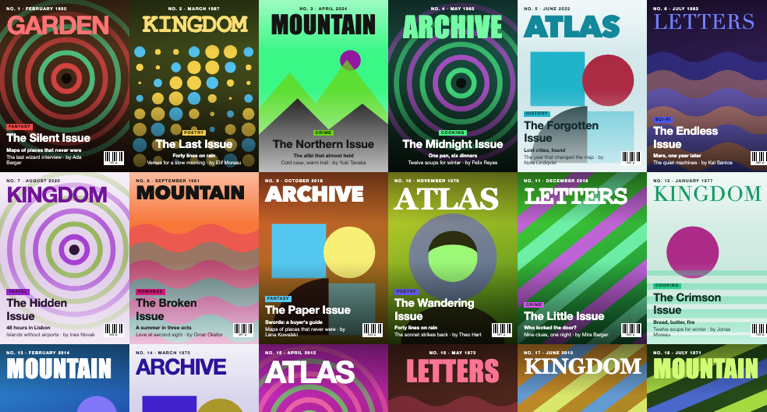 NO. 1 · FEBRUARY 1992
GARDEN
FANTASY
The Silent Issue
Maps of places that never were
The last wizard interview · by Ada
Berger
NO. 2 · MARCH 1987
KINGDOM
POETRY
The Last Issue
Forty lines on rain
Verses for a slow morning · by Elif Moreau
NO. 3 · APRIL 2024
MOUNTAIN
CRIME
The Northern Issue
The alibi that almost held
Cold case, warm trail · by Yuki Tanaka
NO. 4 · MAY 1985
ARCHIVE
COOKING
The Midnight Issue
One pan, six dinners
Twelve soups for winter · by Felix Reyes
NO. 5 · JUNE 2022
ATLAS
HISTORY
The Forgotten
Issue
Lost cities, found
The year that changed the map · by
Noah Lindqvist
NO. 6 · JULY 1993
LETTERS
SCI-FI
The Endless
Issue
Mars, one year later
The quiet machines · by Kai Santos
NO. 7 · AUGUST 2022
KINGDOM
TRAVEL
The Hidden
Issue
48 hours in Lisbon
Islands without airports · by Ines Novak
NO. 8 · SEPTEMBER 1981
MOUNTAIN
ROMANCE
The Broken
Issue
A summer in three acts
Love at second sight · by Omar Okafor
NO. 9 · OCTOBER 2018
ARCHIVE
FANTASY
The Paper Issue
Swords: a buyer's guide
Maps of places that never were · by
Lena Kowalski
NO. 10 · NOVEMBER 1979
ATLAS
POETRY
The Wandering
Issue
Forty lines on rain
The sonnet strikes back · by Theo Hart
NO. 11 · DECEMBER 2016
LETTERS
CRIME
The Little Issue
Who locked the door?
Nine clues, one night · by Mira Berger
NO. 12 · JANUARY 1977
KINGDOM
COOKING
The Crimson
Issue
Bread, butter, fire
Twelve soups for winter · by Jonas
Moreau
NO. 13 · FEBRUARY 2014
MOUNTAIN
NO. 14 · MARCH 1975
ARCHIVE
NO. 15 · APRIL 2012
ATLAS
NO. 16 · MAY 1973
LETTERS
NO. 17 · JUNE 2010
KINGDOM
NO. 18 · JULY 1971
MOUNTAIN